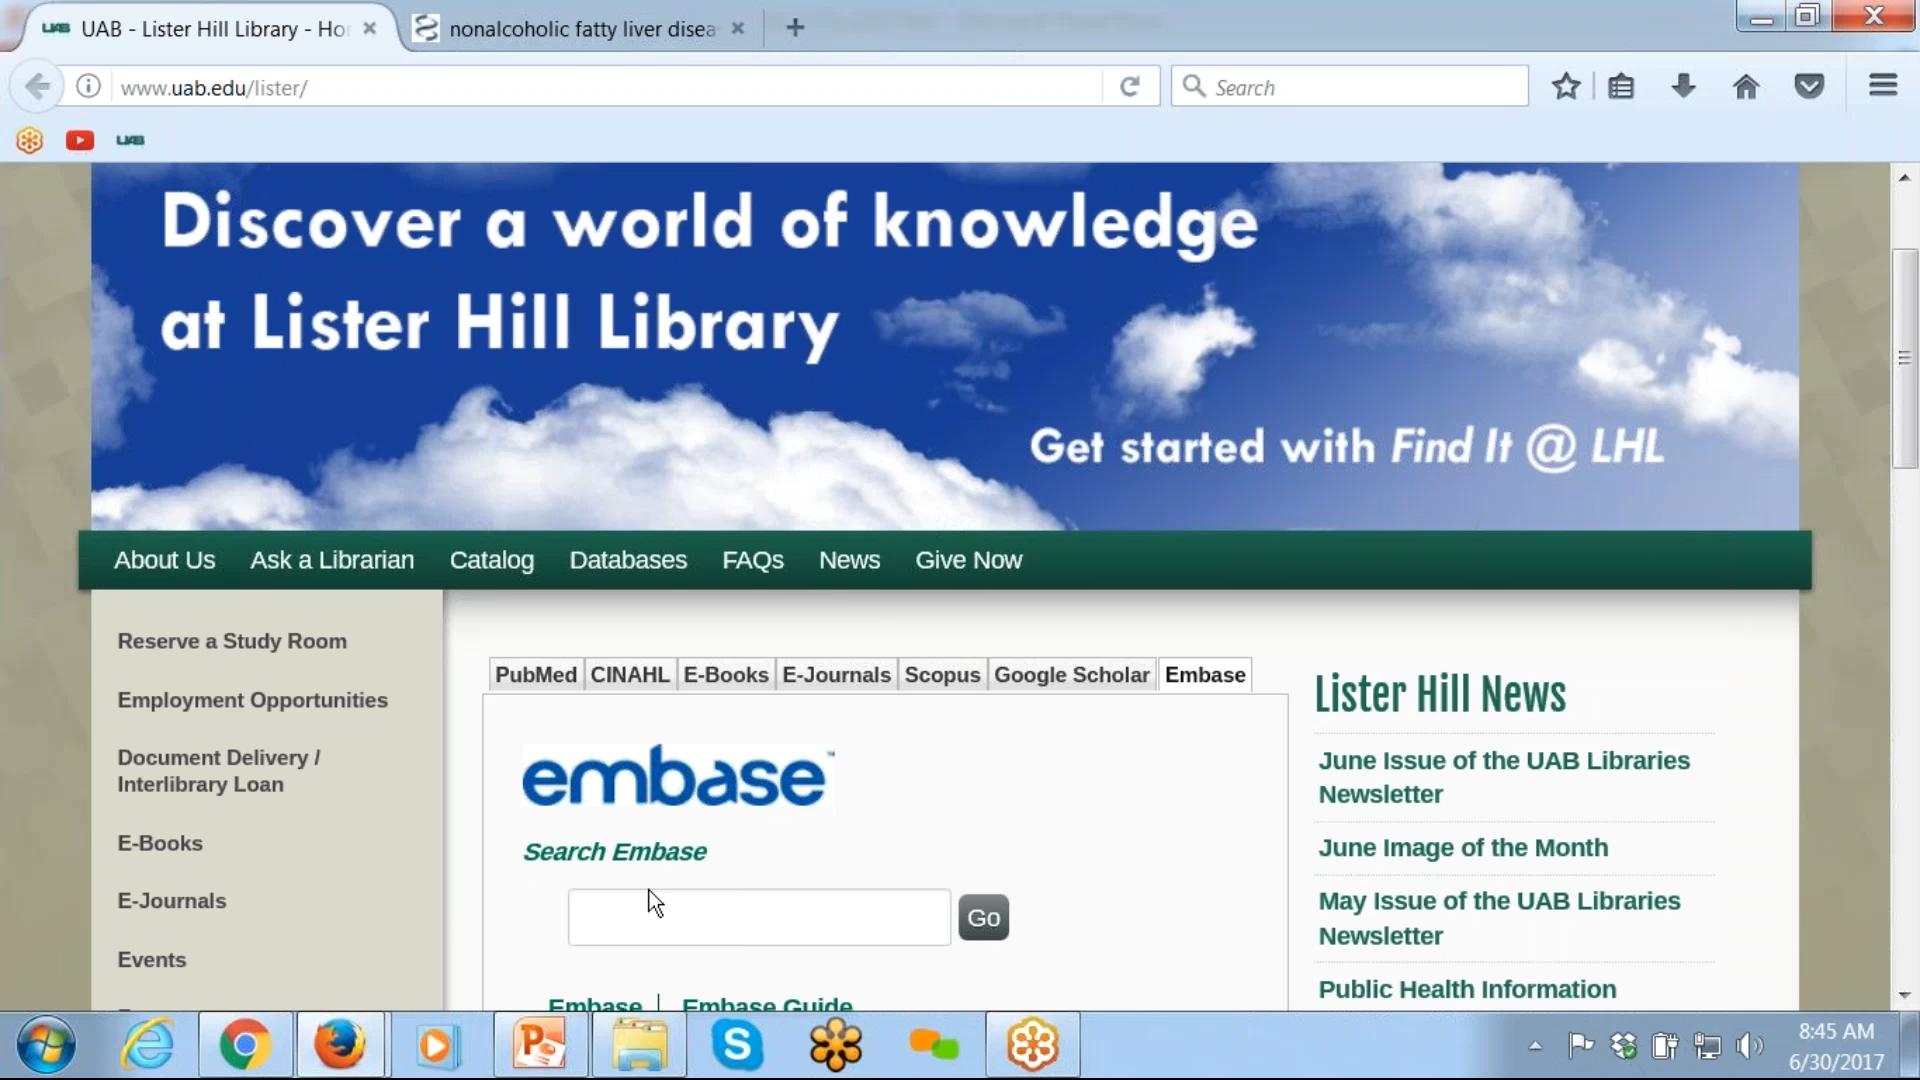 UAB - Lister Hill Library - Ho
nonalcoholic fatty liver disea
www.uab.edu/lister/
Search
UAB
Discover a world of knowledge
at Lister Hill Library
Get started with Find It @ LHL
About Us Ask a Librarian Catalog Databases FAQs News Give Now
Reserve a Study Room
Employment Opportunities
Document Delivery /
Interlibrary Loan
E-Books
E-Journals
Events
PubMed CINAHL E-Books E-Journals Scopus Google Scholar Embase
embase™
Search Embase
Go
Embase | Embase Guide
Lister Hill News
June Issue of the UAB Libraries
Newsletter
June Image of the Month
May Issue of the UAB Libraries
Newsletter
Public Health Information
8:45 AM
6/30/2017